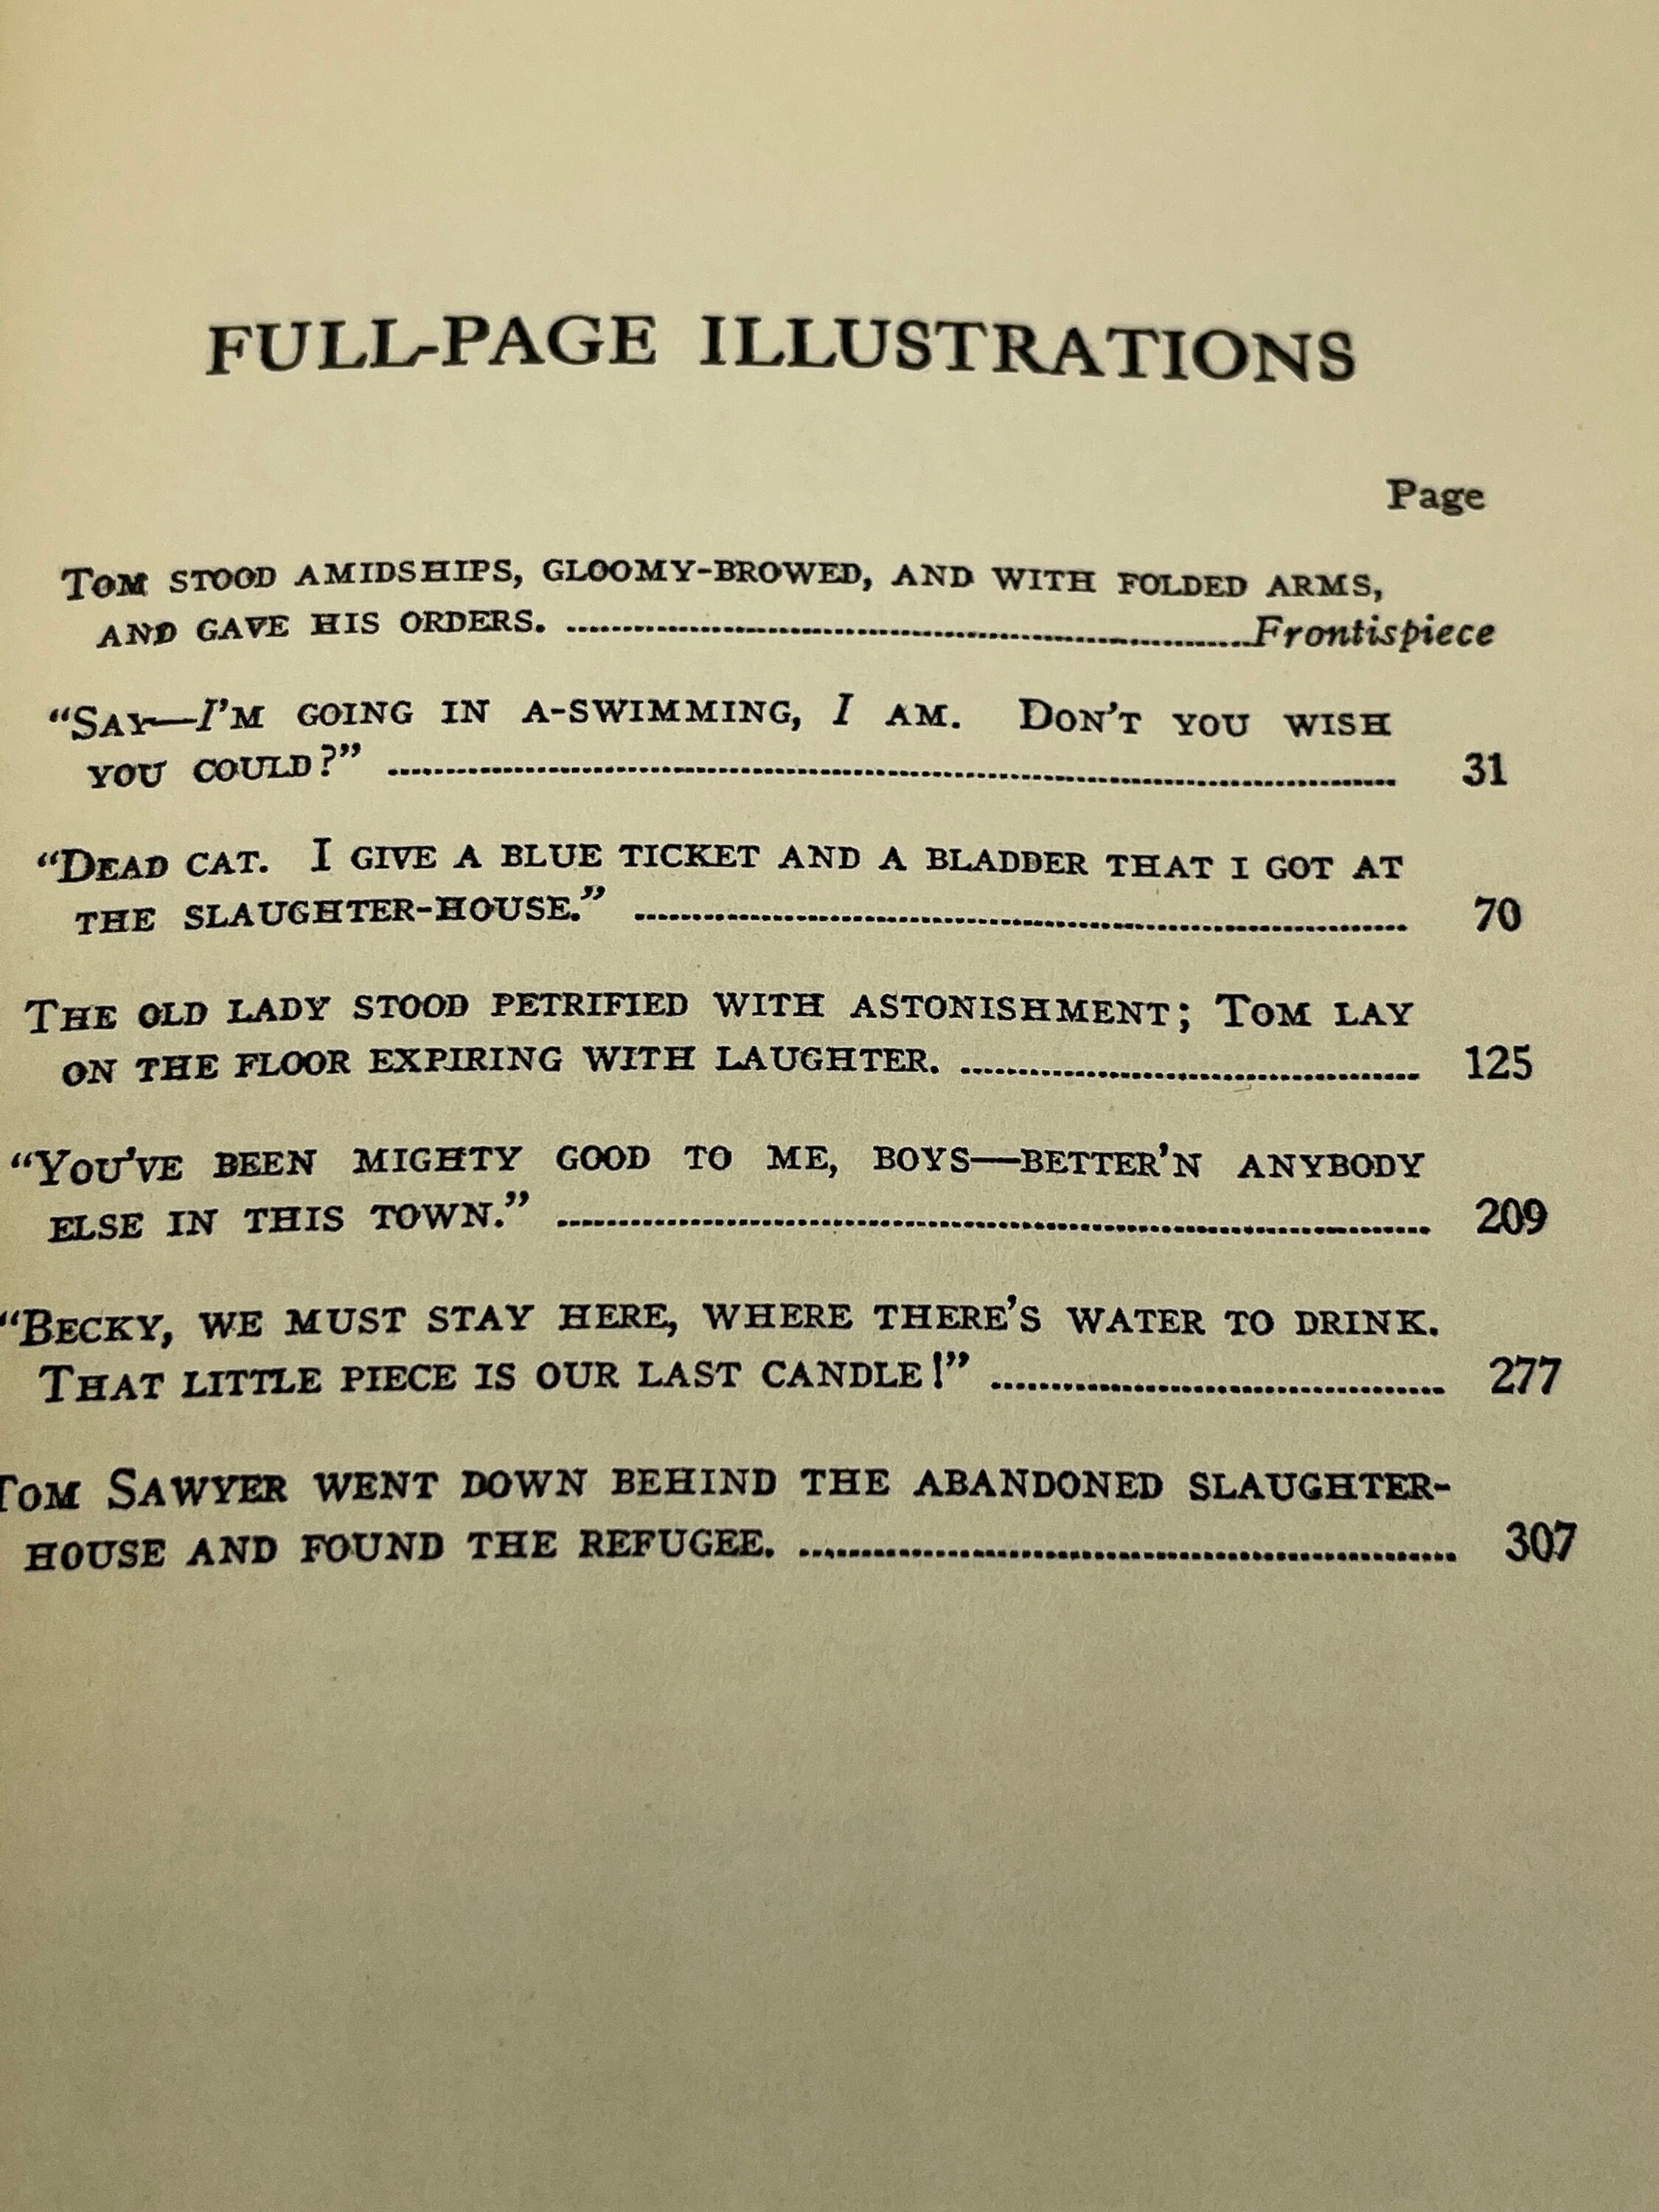 FULL-PAGE ILLUSTRATIONS
Page
Tom stood amidships, gloomy-browed, and with folded arms,
and gave his orders. ........................................Frontispiece
“Say—I’m going in a-swimming, I am. Don’t you wish
you could?” ........................................ 31
“Dead cat. I give a blue ticket and a bladder that i got at
the slaughter-house.” ........................................ 70
The old lady stood petrified with astonishment; Tom lay
on the floor expiring with laughter. ........................................ 125
“You’ve been mighty good to me, boys—better’n anybody
else in this town.” ........................................ 209
“Becky, we must stay here, where there’s water to drink.
That little piece is our last candle!” ........................................ 277
Tom Sawyer went down behind the abandoned slaughter-
house and found the refugee. ........................................ 307